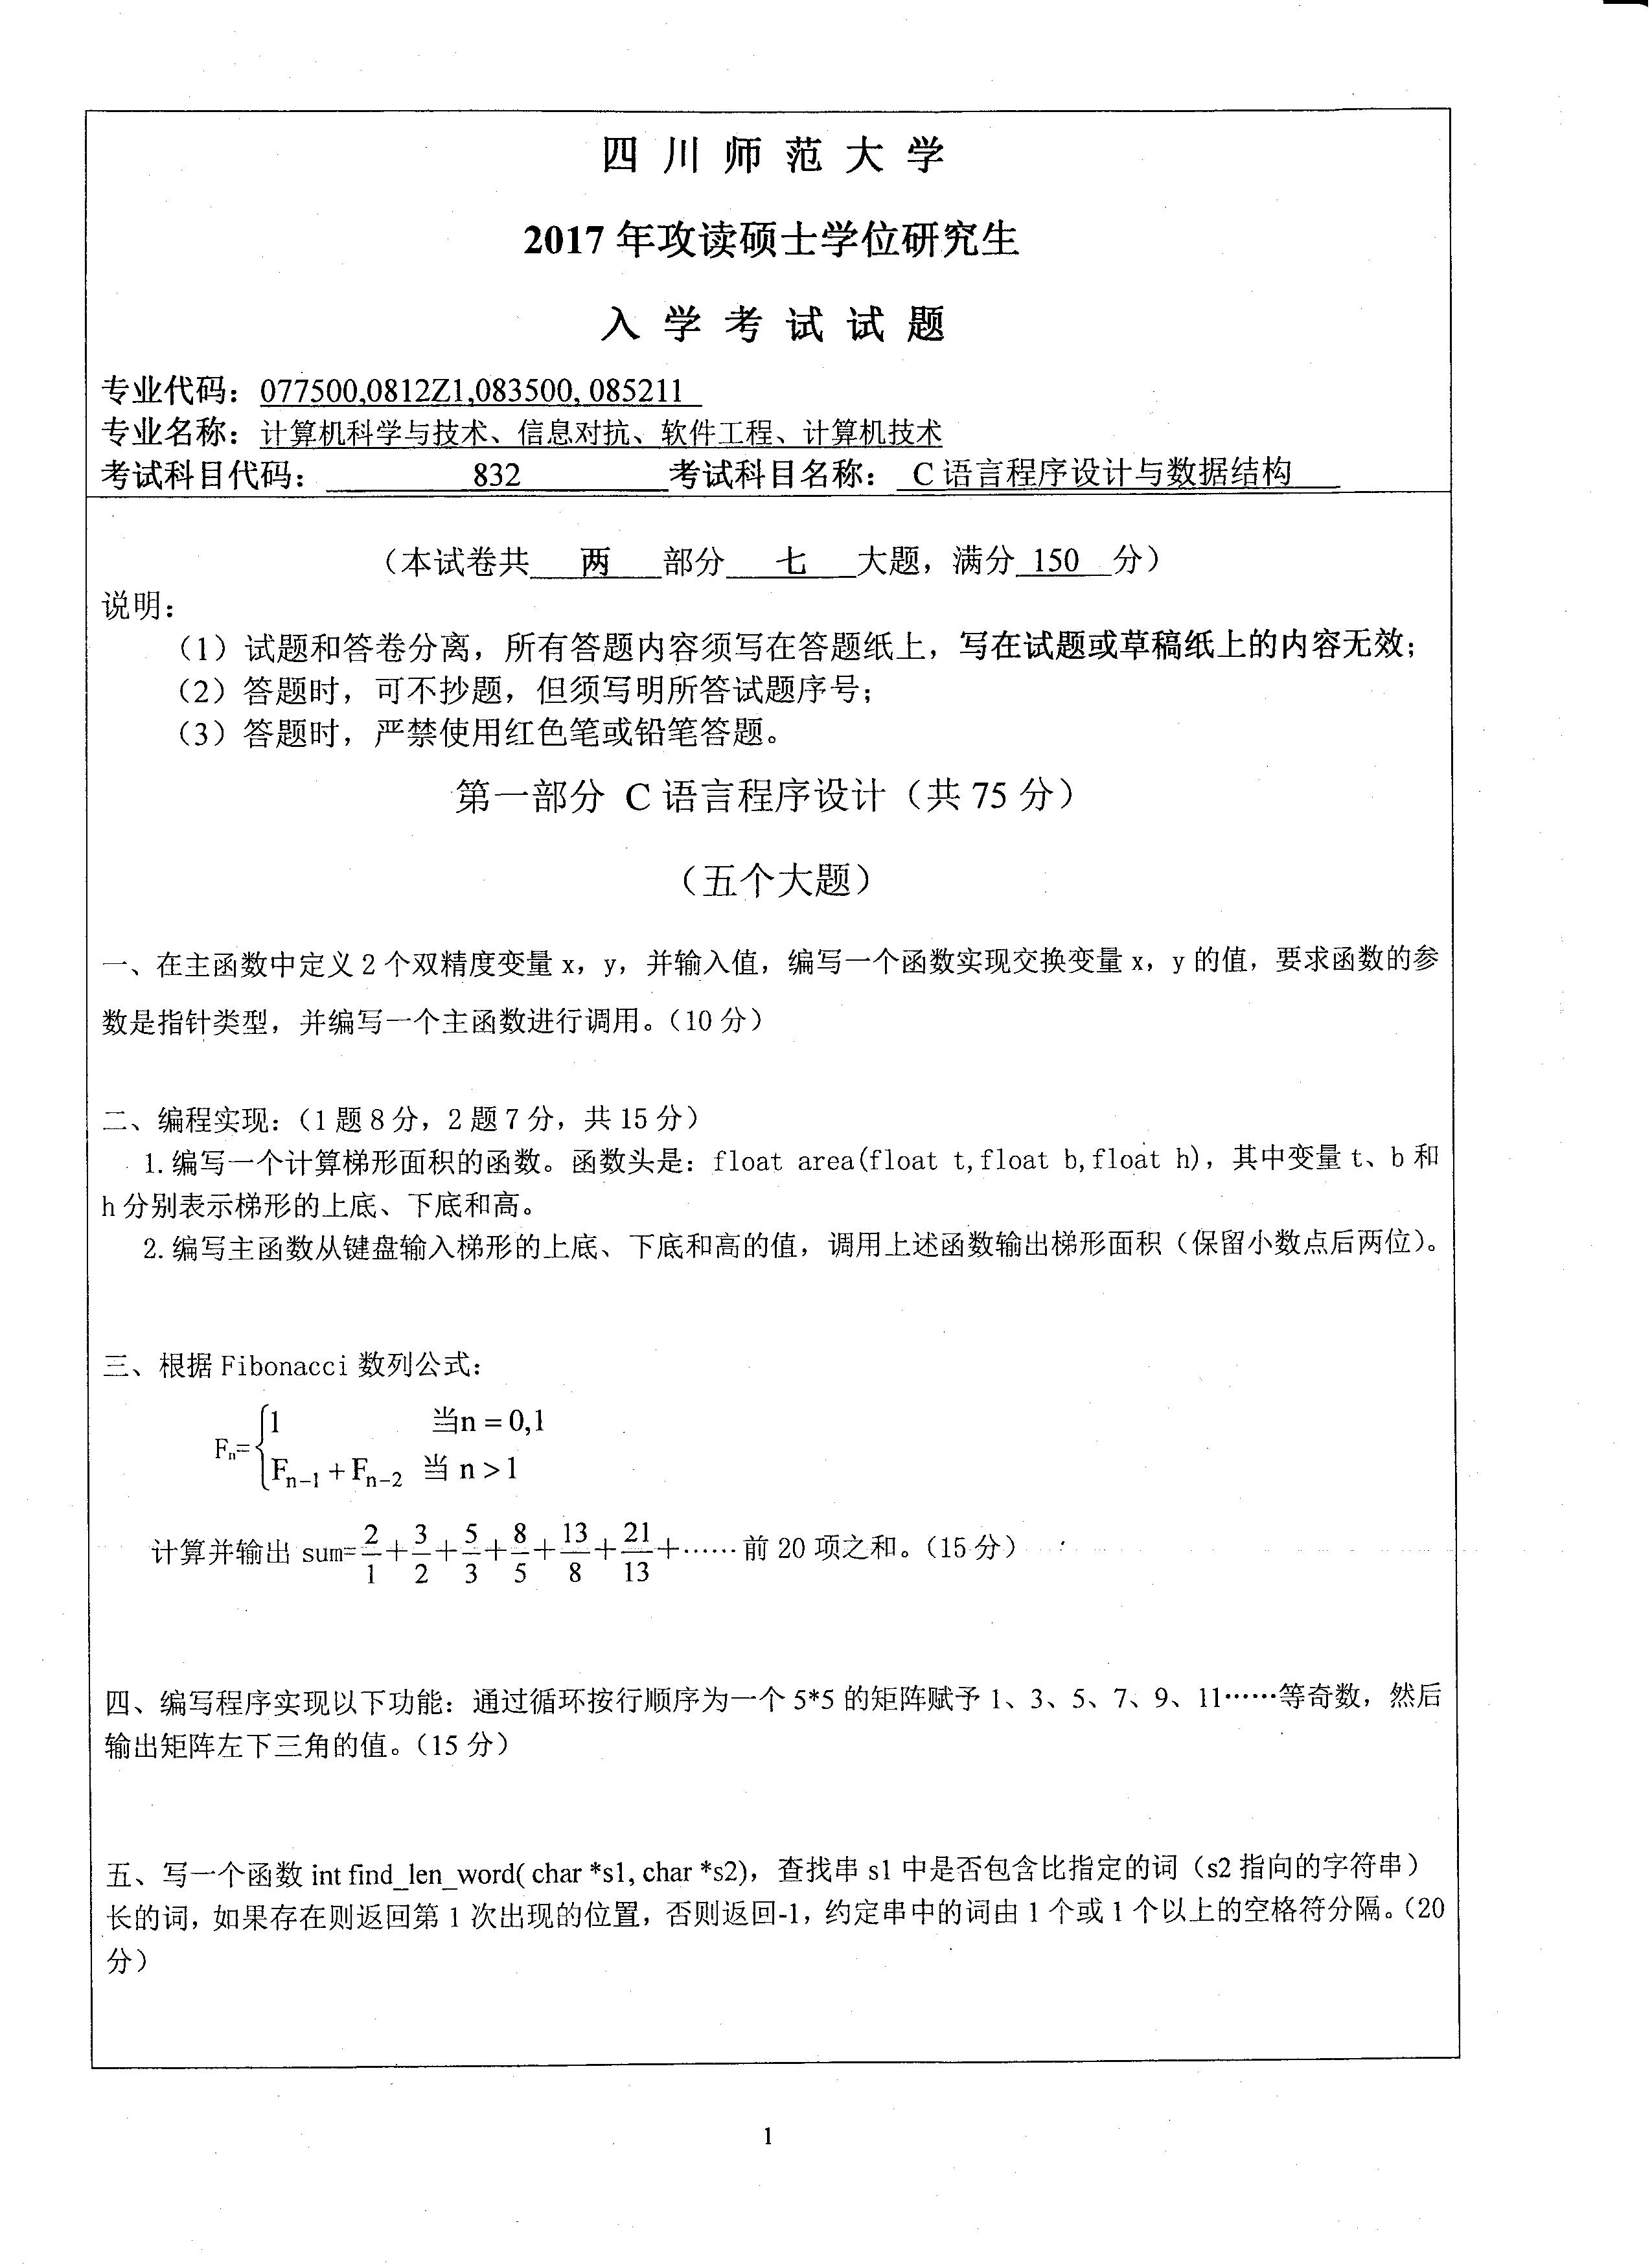 四川师范大学
2017 年攻读硕士学位研究生
入学考试试题
专业代码：077500,0812Z1,083500, 085211
专业名称：计算机科学与技术、信息对抗、软件工程、计算机技术
考试科目代码： 832 考试科目名称： C 语言程序设计与数据结构
（本试卷共 两 部分 七 大题，满分 150 分）
说明：
（1）试题和答卷分离，所有答题内容须写在答题纸上，写在试题或草稿纸上的内容无效；
（2）答题时，可不抄题，但须写明所答试题序号；
（3）答题时，严禁使用红色笔或铅笔答题。
第一部分 C 语言程序设计（共 75 分）
（五个大题）
一、在主函数中定义 2 个双精度变量 x，y，并输入值，编写一个函数实现交换变量 x，y 的值，要求函数的参
数是指针类型，并编写一个主函数进行调用。（10 分）
二、编程实现：（1 题 8 分，2 题 7 分，共 15 分）
1. 编写一个计算梯形面积的函数。函数头是：float area(float t,float b,float h)，其中变量 t、b 和
h 分别表示梯形的上底、下底和高。
2. 编写主函数从键盘输入梯形的上底、下底和高的值，调用上述函数输出梯形面积（保留小数点后两位）。
三、根据 Fibonacci 数列公式：
Fn={1 当n = 0,1
Fn−1 + Fn−2 当 n > 1
计算并输出 sum=2/1+3/2+5/3+8/5+13/8+21/13+……前 20 项之和。（15 分）
四、编写程序实现以下功能：通过循环按行顺序为一个 5*5 的矩阵赋予 1、3、5、7、9、11……等奇数，然后
输出矩阵左下三角的值。（15 分）
五、写一个函数 int find_len_word( char *s1, char *s2)，查找串 s1 中是否包含比指定的词（s2 指向的字符串）
长的词，如果存在则返回第 1 次出现的位置，否则返回-1，约定串中的词由 1 个或 1 个以上的空格符分隔。（20
分）
1